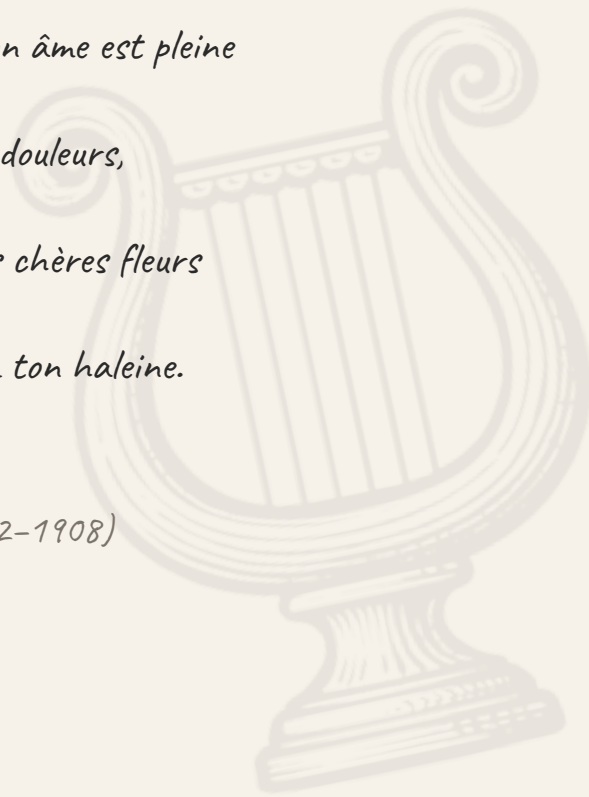 n âme est pleine
douleurs,
chères fleurs
ton haleine.
2–1908)